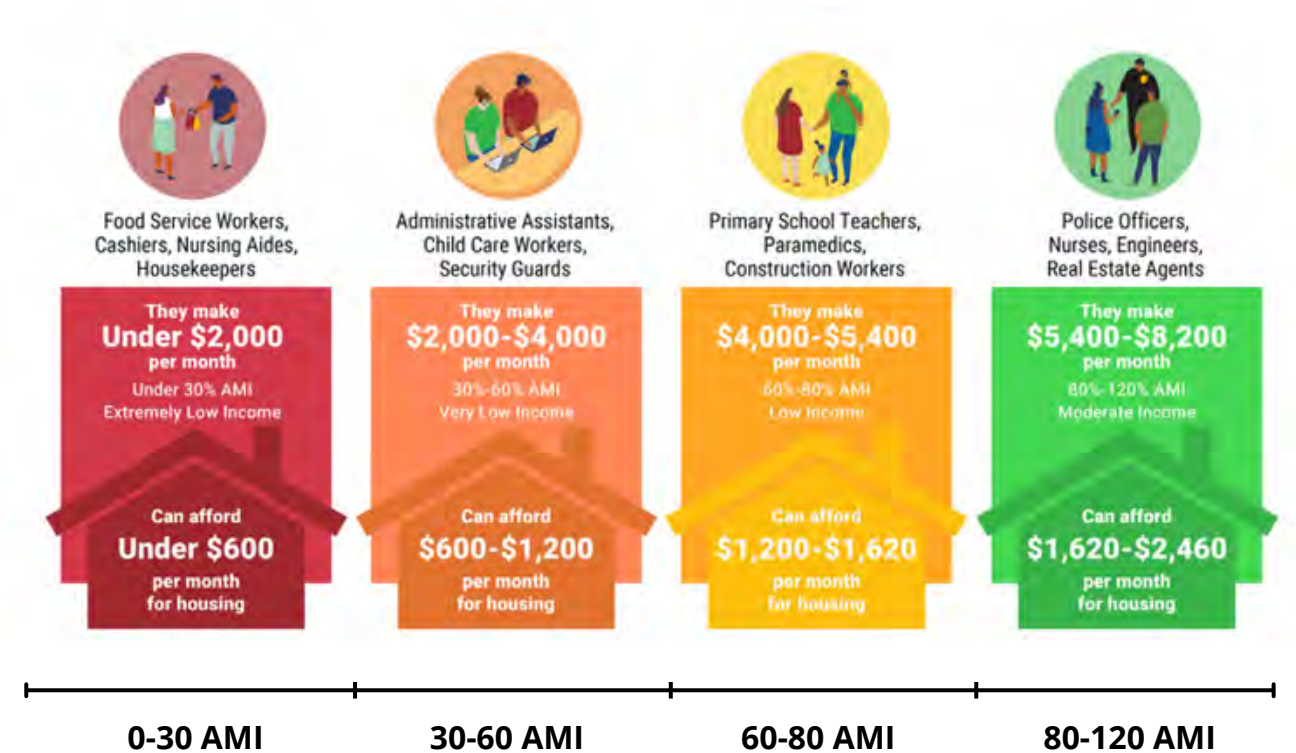 Food Service Workers,
Cashiers, Nursing Aides,
Housekeepers
They make
Under $2,000
per month
Under 30% AMI
Extremely Low Income
Can afford
Under $600
per month
for housing
Administrative Assistants,
Child Care Workers,
Security Guards
They make
$2,000-$4,000
per month
30%-60% AMI
Very Low Income
Can afford
$600-$1,200
per month
for housing
Primary School Teachers,
Paramedics,
Construction Workers
They make
$4,000-$5,400
per month
60%-80% AMI
Low Income
Can afford
$1,200-$1,620
per month
for housing
Police Officers,
Nurses, Engineers,
Real Estate Agents
They make
$5,400-$8,200
per month
80%-120% AMI
Moderate Income
Can afford
$1,620-$2,460
per month
for housing
0-30 AMI
30-60 AMI
60-80 AMI
80-120 AMI